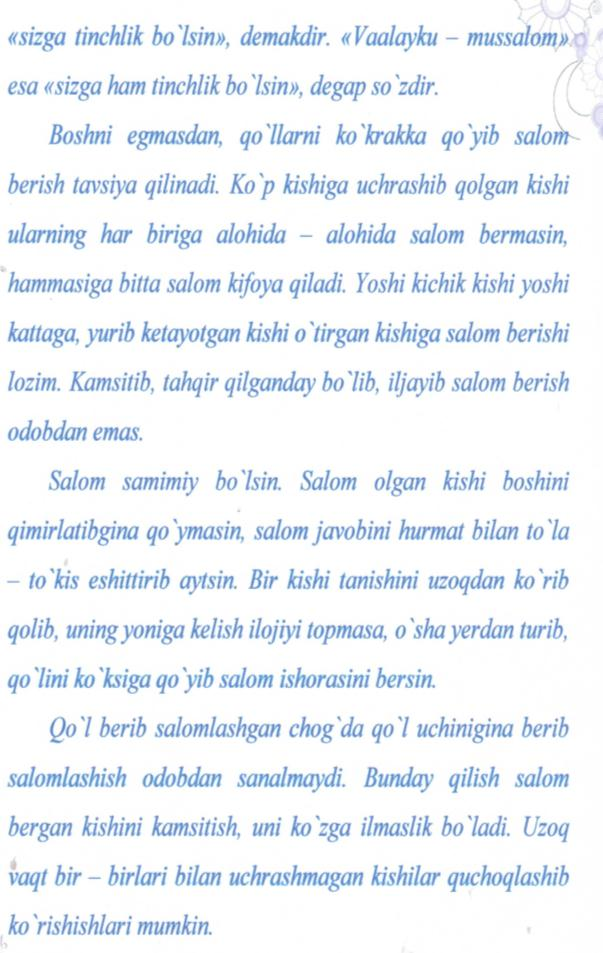 «sizga tinchlik bo`lsin», demakdir. «Vaalayku – mussalom»
esa «sizga ham tinchlik bo`lsin», degap so`zdir.
Boshni egmasdan, qo`llarni ko`krakka qo`yib salom
berish tavsiya qilinadi. Ko`p kishiga uchrashib qolgan kishi
ularning har biriga alohida – alohida salom bermasin,
hammasiga bitta salom kifoya qiladi. Yoshi kichik kishi yoshi
kattaga, yurib ketayotgan kishi o`tirgan kishiga salom berishi
lozim. Kamsitib, tahqir qilganday bo`lib, iljayib salom berish
odobdan emas.
Salom samimiy bo`lsin. Salom olgan kishi boshini
qimirlatibgina qo`ymasin, salom javobini hurmat bilan to`la
– to`kis eshittirib aytsin. Bir kishi tanishini uzoqdan ko`rib
qolib, uning yoniga kelish ilojiyi topmasa, o`sha yerdan turib,
qo`lini ko`ksiga qo`yib salom ishorasini bersin.
Qo`l berib salomlashgan chog`da qo`l uchinigina berib
salomlashish odobdan sanalmaydi. Bunday qilish salom
bergan kishini kamsitish, uni ko`zga ilmaslik bo`ladi. Uzoq
vaqt bir – birlari bilan uchrashmagan kishilar quchoqlashib
ko`rishishlari mumkin.